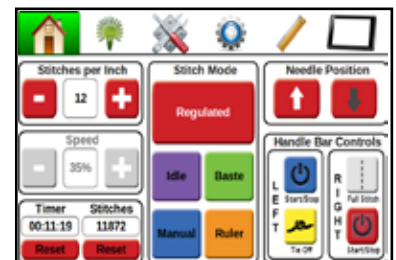 Stitches per Inch
- 12 +
Speed
- 35% +
Timer Stitches
00:11:19 11872
Reset Reset
Stitch Mode
Regulated
Idle Baste
Manual Ruler
Needle Position
Handle Bar Controls
LEFT
Start/Stop
Tie Off
RIGHT
Full Stitch
Start/Stop